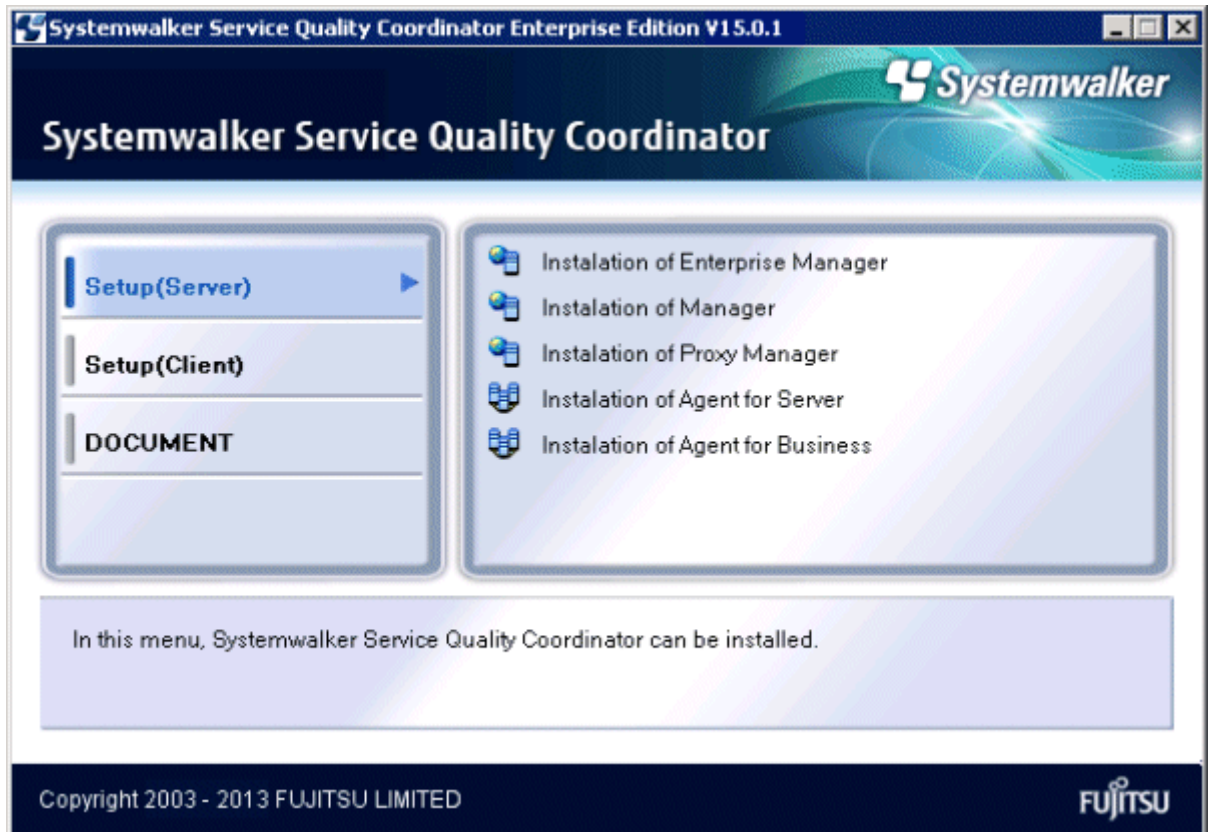 Systemwalker Service Quality Coordinator Enterprise Edition V15.0.1
Systemwalker
Systemwalker Service Quality Coordinator
Setup(Server)
Setup(Client)
DOCUMENT
Instalation of Enterprise Manager
Instalation of Manager
Instalation of Proxy Manager
Instalation of Agent for Server
Instalation of Agent for Business
In this menu, Systemwalker Service Quality Coordinator can be installed.
Copyright 2003 - 2013 FUJITSU LIMITED
FUJITSU